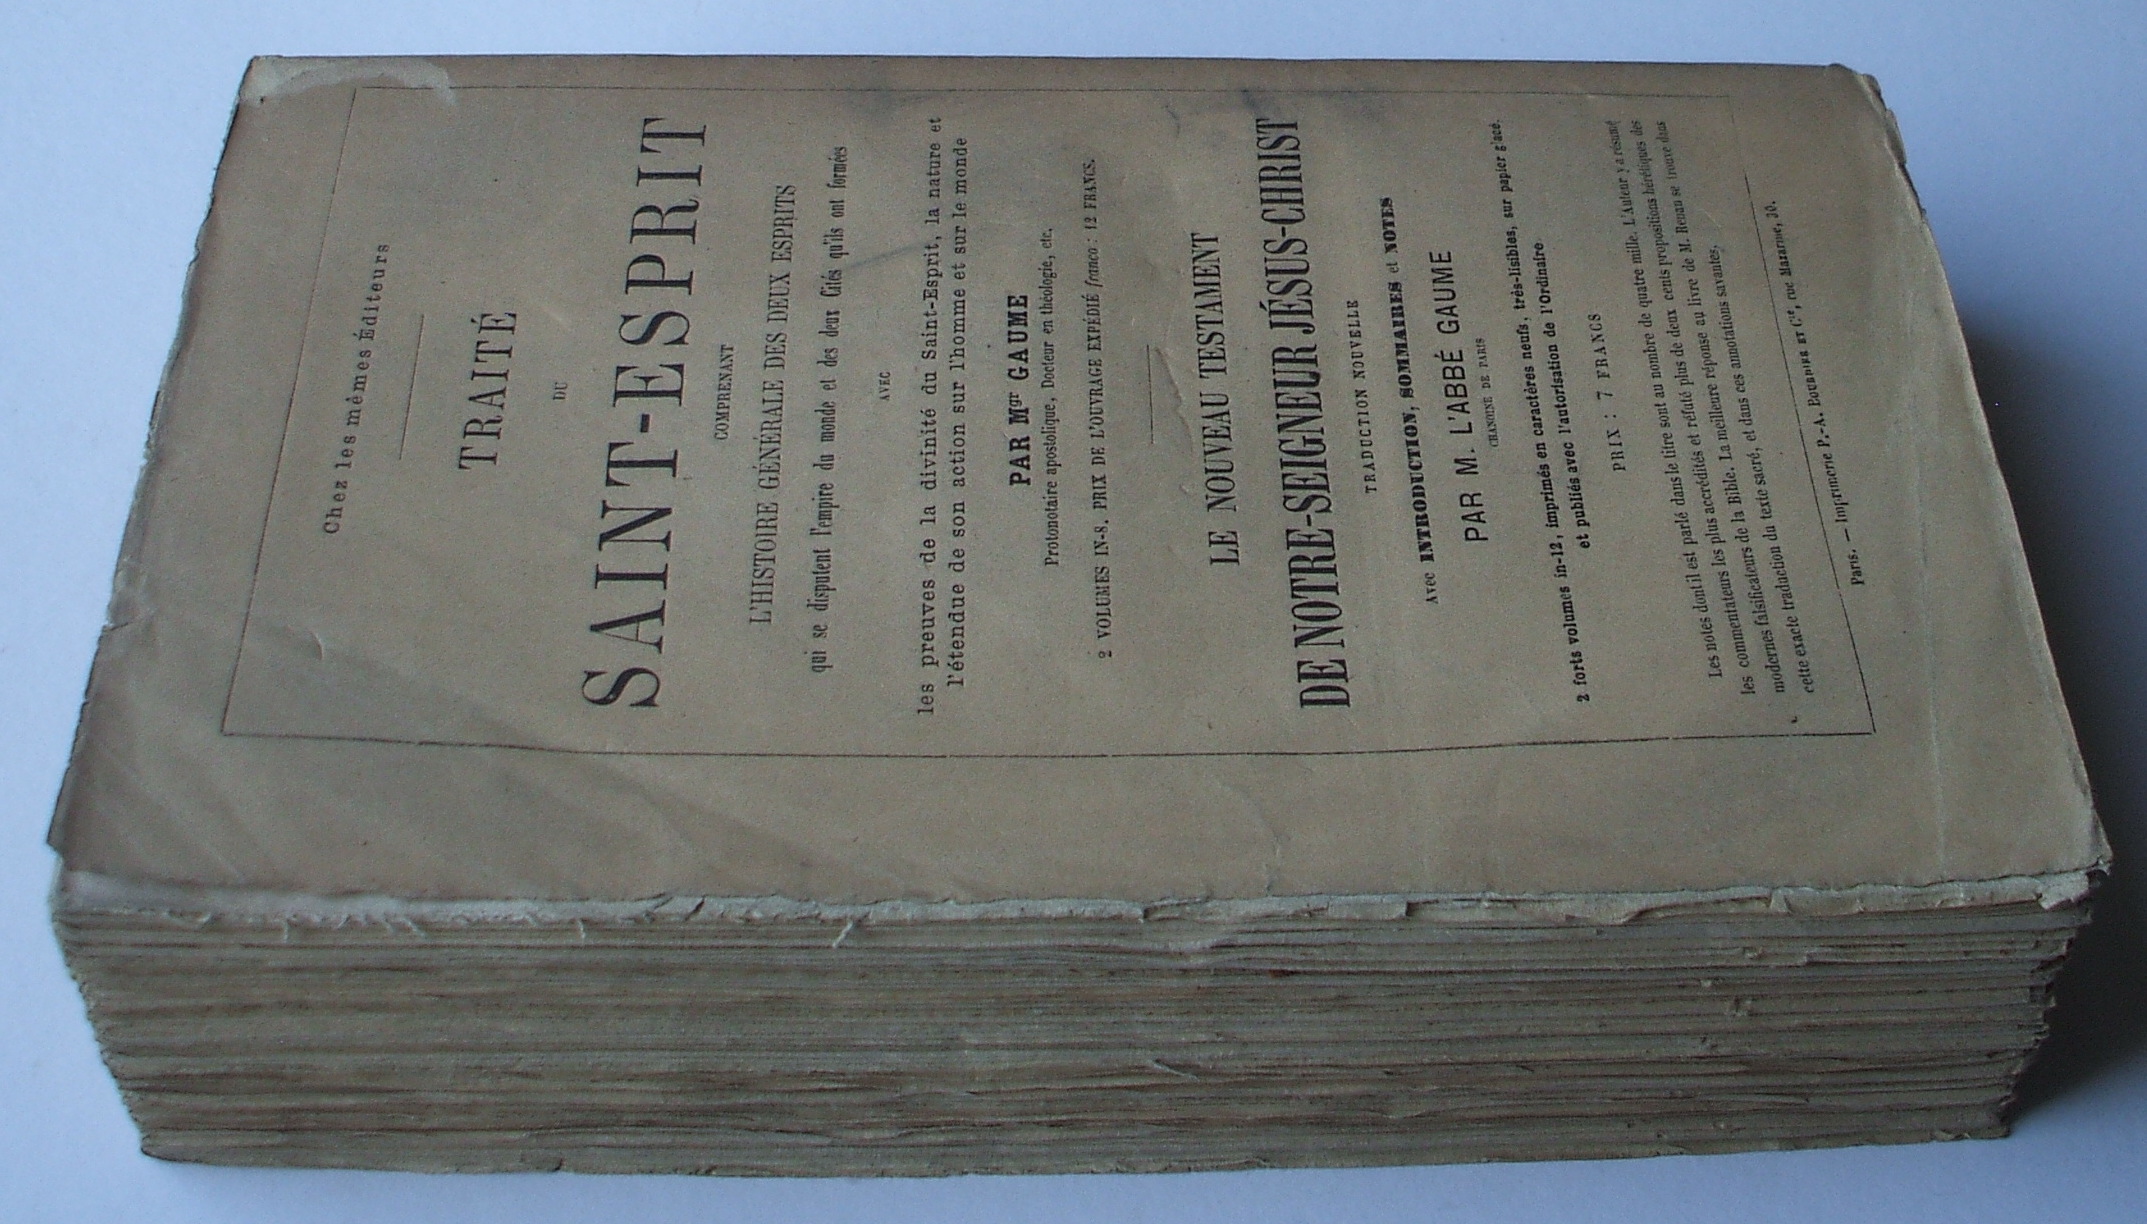 Chez les mêmes Éditeurs
TRAITÉ
DU
SAINT-ESPRIT
COMPRENANT
L'HISTOIRE GÉNÉRALE DES DEUX ESPRITS
qui se disputent l'empire du monde et des deux Cités qu'ils ont formées
AVEC
les preuves de la divinité du Saint-Esprit, la nature et
l'étendue de son action sur l'homme et sur le monde
PAR Mgr GAUME
Protonotaire apostolique, Docteur en théologie, etc.
2 VOLUMES IN-8. PRIX DE L'OUVRAGE EXPÉDIÉ franco : 12 FRANCS.
LE NOUVEAU TESTAMENT
DE NOTRE-SEIGNEUR JÉSUS-CHRIST
TRADUCTION NOUVELLE
Avec INTRODUCTION, SOMMAIRES et NOTES
PAR M. L'ABBÉ GAUME
CHANOINE DE PARIS
2 forts volumes in-12, imprimés en caractères neufs, très-lisibles, sur papier glacé.
et publiés avec l'autorisation de l'Ordinaire.
PRIX : 7 FRANCS
Les notes dont il est parlé dans le titre sont au nombre de quatre mille. L'Auteur y a résumé
les commentateurs les plus accrédités et réfuté plus de deux cents propositions hérétiques des
modernes falsificateurs de la Bible. La meilleure réponse au livre de M. Renan se trouve dans
cette exacte traduction du texte sacré, et dans ces annotations savantes.
Paris. — Imprimerie P.-A. BOURDIER ET Cie, rue Mazarine, 30.